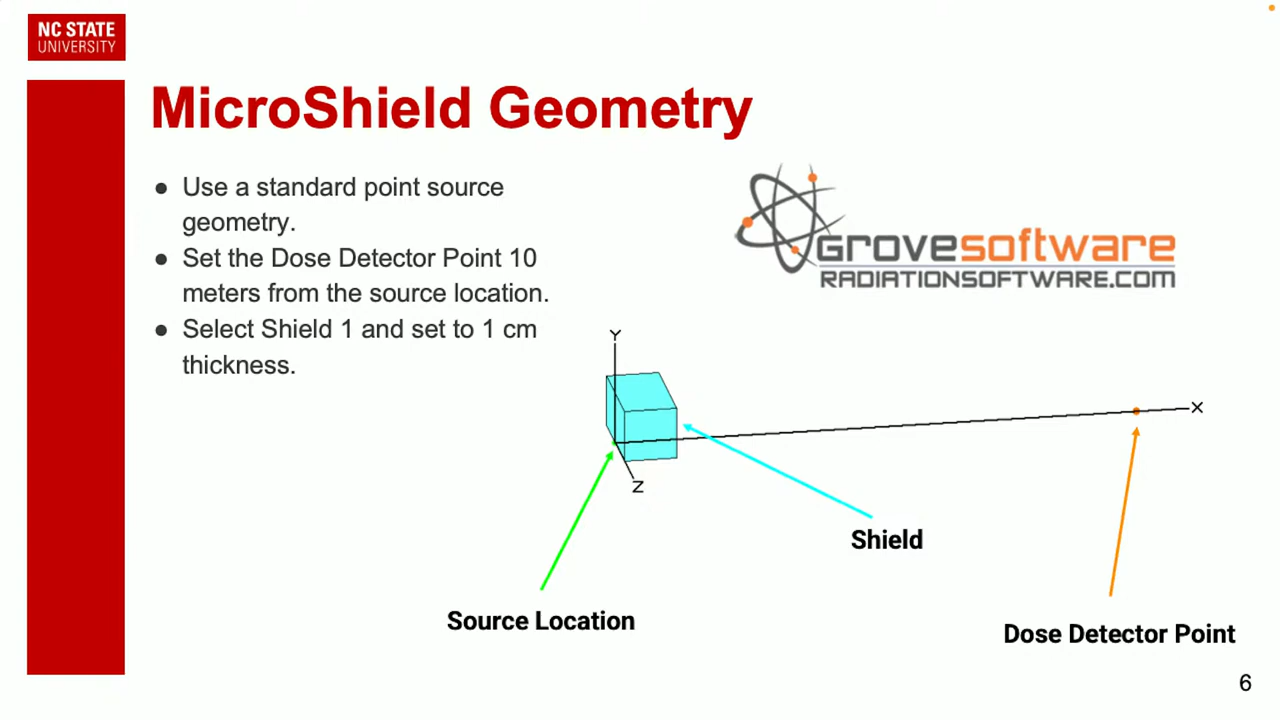 NC STATE
UNIVERSITY
MicroShield Geometry
● Use a standard point source
geometry.
● Set the Dose Detector Point 10
meters from the source location.
● Select Shield 1 and set to 1 cm
thickness.
GROVESOFTWARE
RADIATIONSOFTWARE.COM
Y
X
Z
Shield
Source Location
Dose Detector Point
6